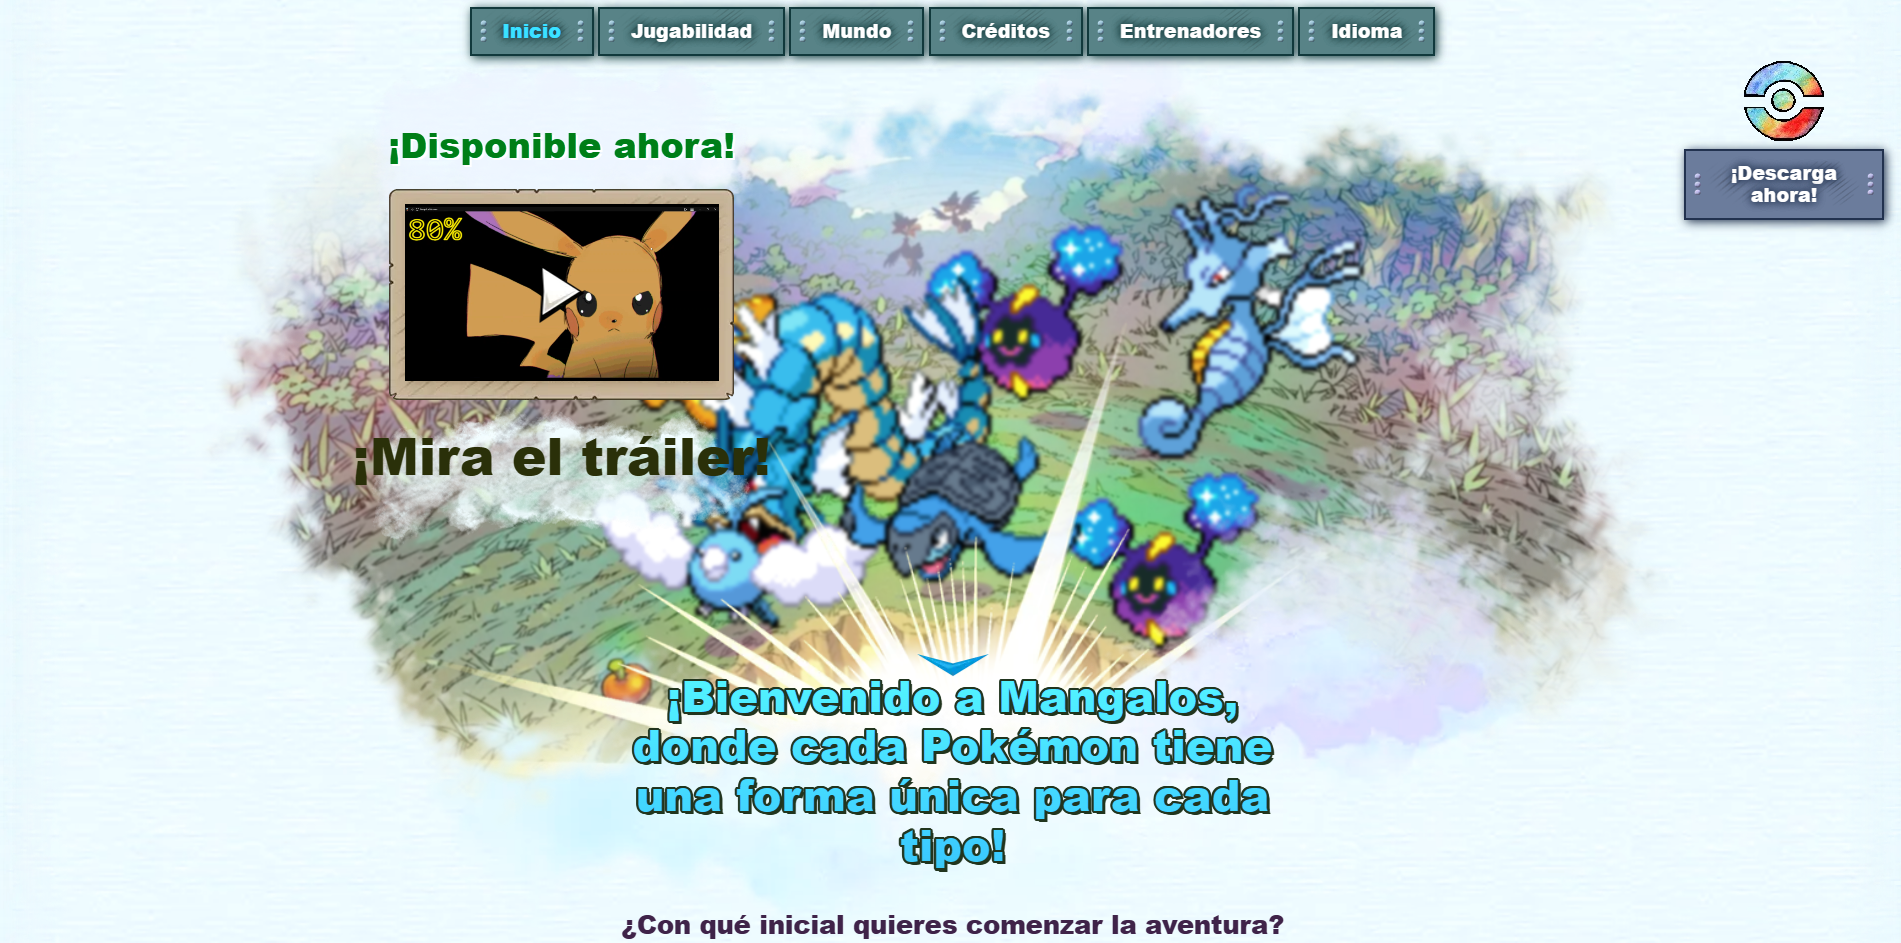 Inicio
Jugabilidad
Mundo
Créditos
Entrenadores
Idioma
¡Descarga
ahora!
¡Disponible ahora!
80%
¡Mira el tráiler!
¡Bienvenido a Mangalos,
donde cada Pokémon tiene
una forma única para cada
tipo!
¿Con qué inicial quieres comenzar la aventura?